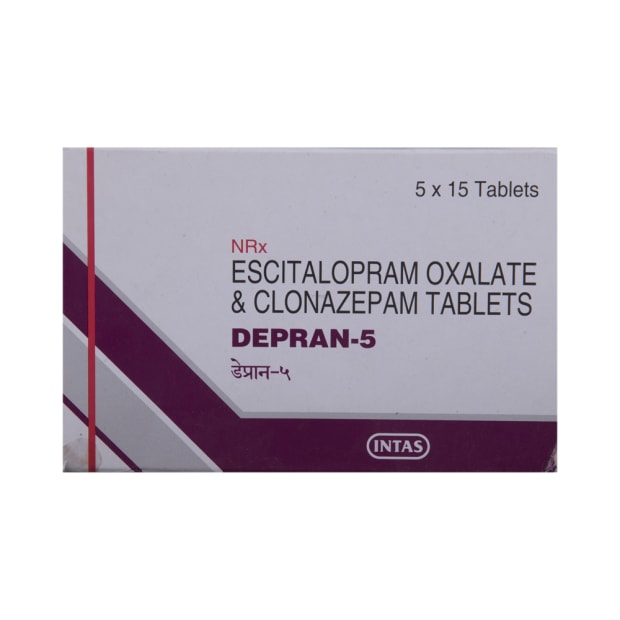 5 x 15 Tablets
NRx
ESCITALOPRAM OXALATE
& CLONAZEPAM TABLETS
DEPRAN-5
डेप्रान-५
INTAS